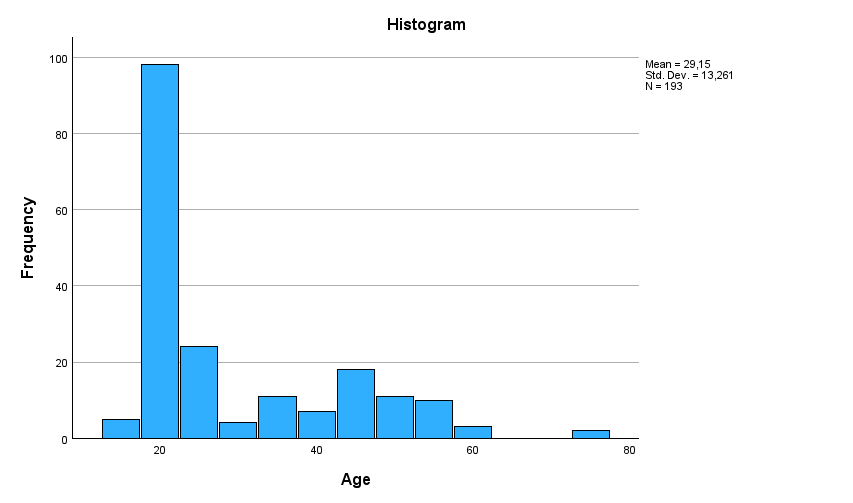 Histogram
Mean = 29,15
Std. Dev. = 13,261
N = 193
Frequency
100
80
60
40
20
0
20 40 60 80
Age